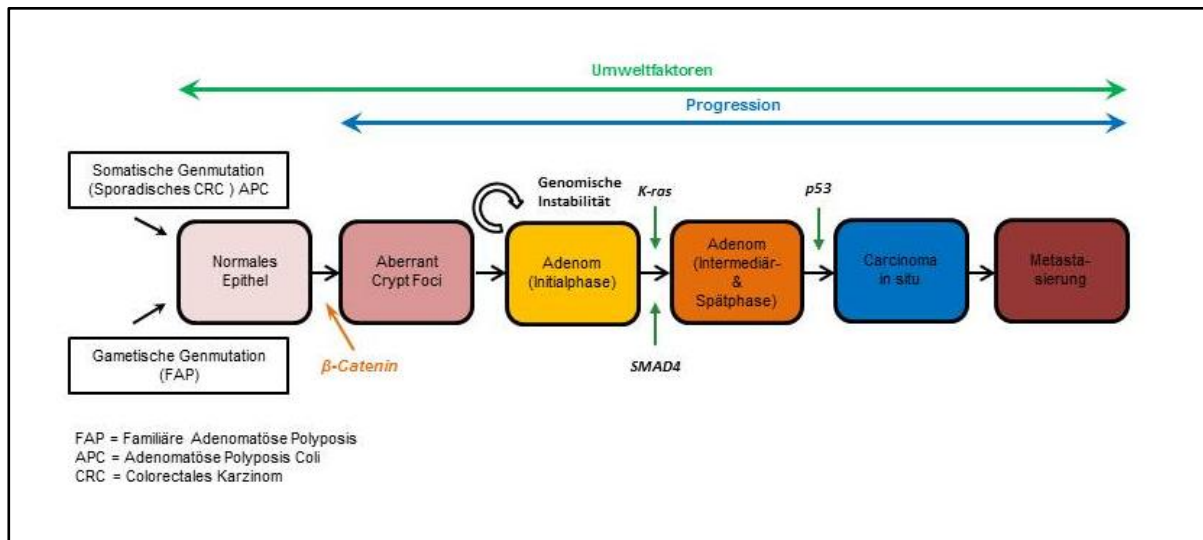 Umweltfaktoren
Progression
Somatische Genmutation
(Sporadisches CRC ) APC
Genomische
Instabilität
K-ras
p53
Normales
Epithel
Aberrant
Crypt Foci
Adenom
(Initialphase)
Adenom
(Intermediär-
&
Spätphase)
Carcinoma
in situ
Metasta-
sierung
Gametische Genmutation
(FAP)
β-Catenin
SMAD4
FAP = Familiäre Adenomatöse Polyposis
APC = Adenomatöse Polyposis Coli
CRC = Colorectales Karzinom